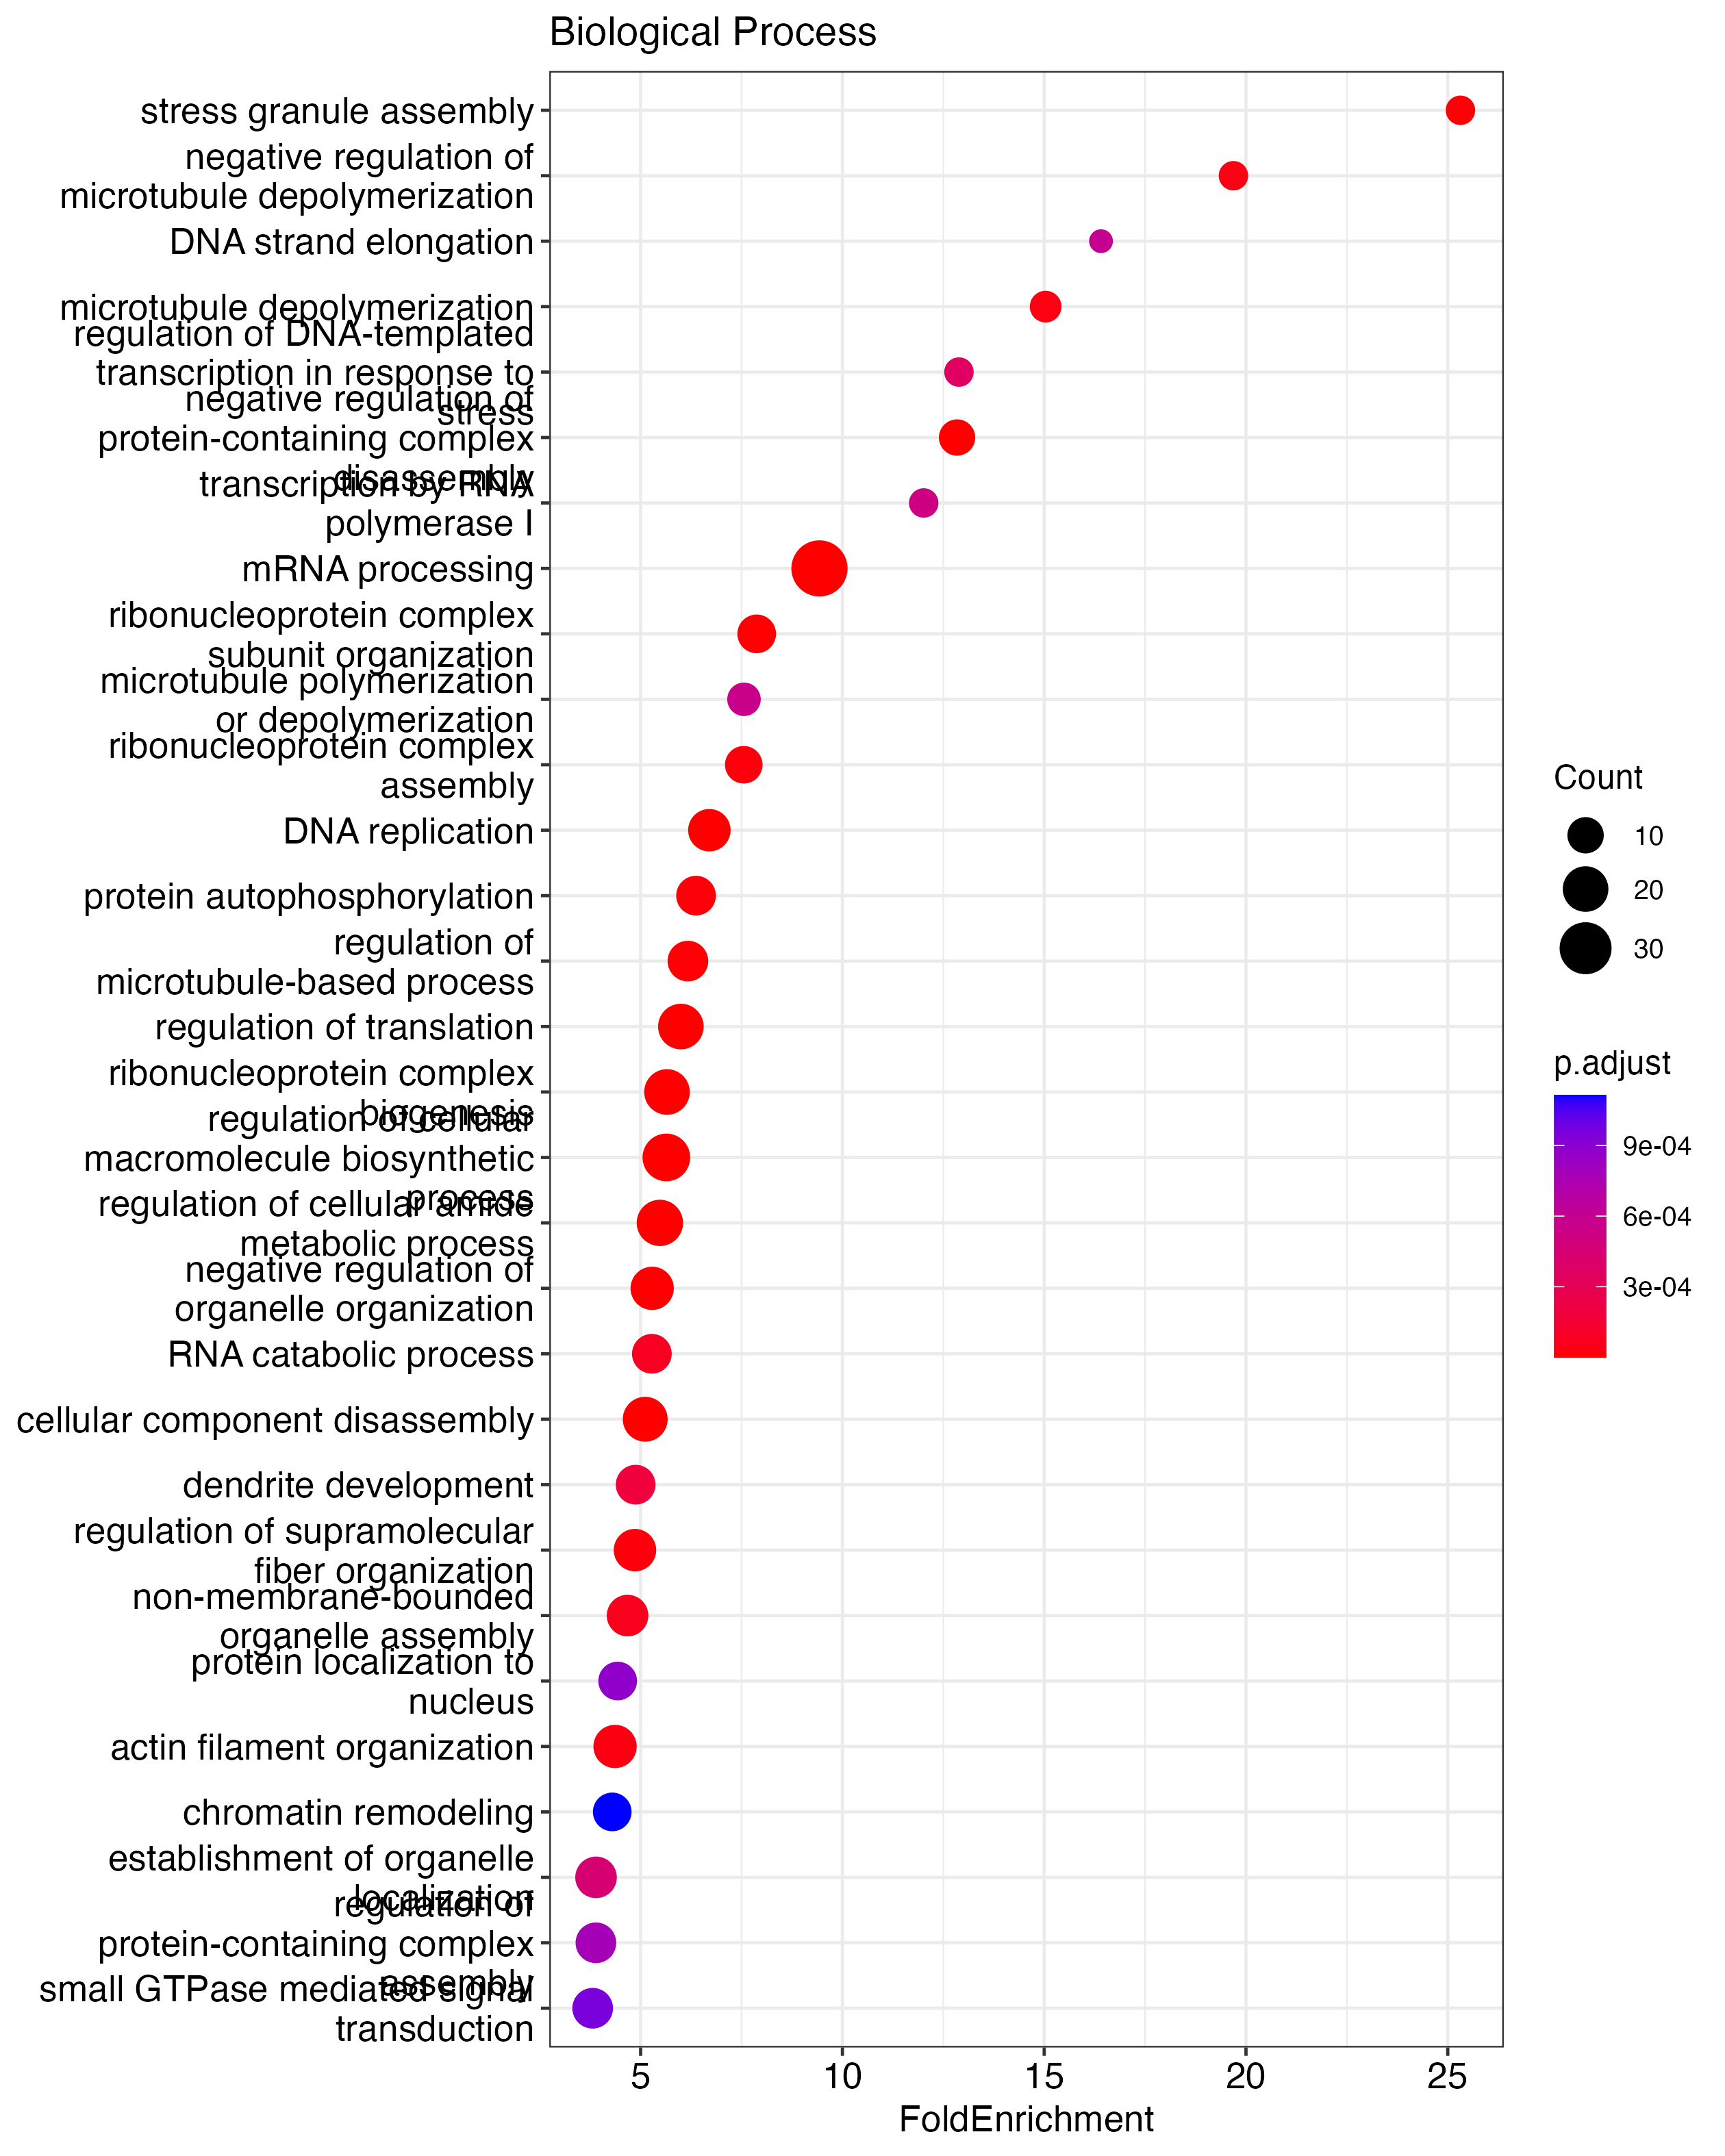 Biological Process
stress granule assembly
negative regulation of
microtubule depolymerization
DNA strand elongation
microtubule depolymerization
regulation of DNA-templated
transcription in response to
stress
negative regulation of
protein-containing complex
disassembly
transcription by RNA
polymerase I
mRNA processing
ribonucleoprotein complex
subunit organization
microtubule polymerization
or depolymerization
ribonucleoprotein complex
assembly
DNA replication
protein autophosphorylation
regulation of
microtubule-based process
regulation of translation
ribonucleoprotein complex
biogenesis
regulation of cellular
macromolecule biosynthetic
process
regulation of cellular amide
metabolic process
negative regulation of
organelle organization
RNA catabolic process
cellular component disassembly
dendrite development
regulation of supramolecular
fiber organization
non-membrane-bounded
organelle assembly
protein localization to
nucleus
actin filament organization
chromatin remodeling
establishment of organelle
localization
regulation of
protein-containing complex
assembly
small GTPase mediated signal
transduction
5 10 15 20 25
FoldEnrichment
Count
10
20
30
p.adjust
9e-04
6e-04
3e-04